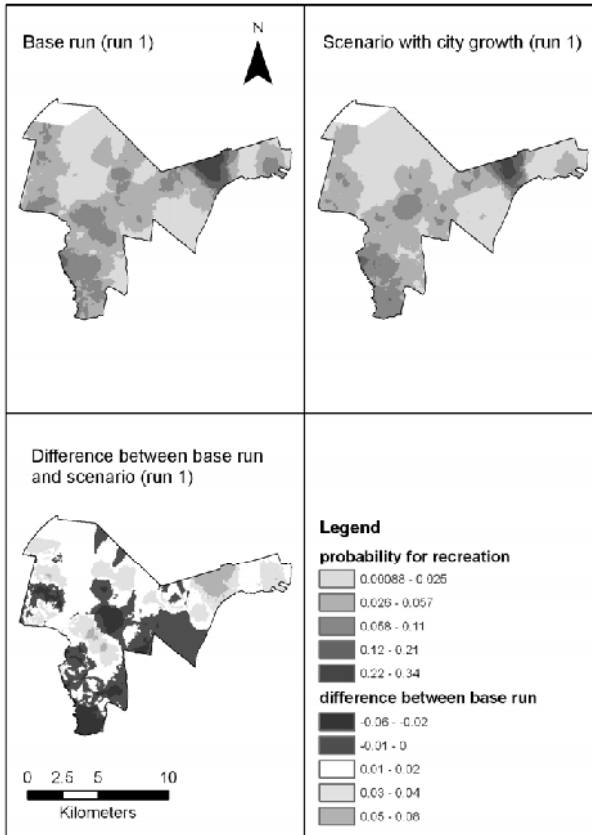 Base run (run 1)
N
Scenario with city growth (run 1)
Difference between base run
and scenario (run 1)
0 2.5 5 10
Kilometers
Legend
probability for recreation
0.00088 - 0.025
0.026 - 0.057
0.058 - 0.11
0.12 - 0.21
0.22 - 0.34
difference between base run
-0.06 - -0.02
-0.01 - 0
0.01 - 0.02
0.03 - 0.04
0.05 - 0.08